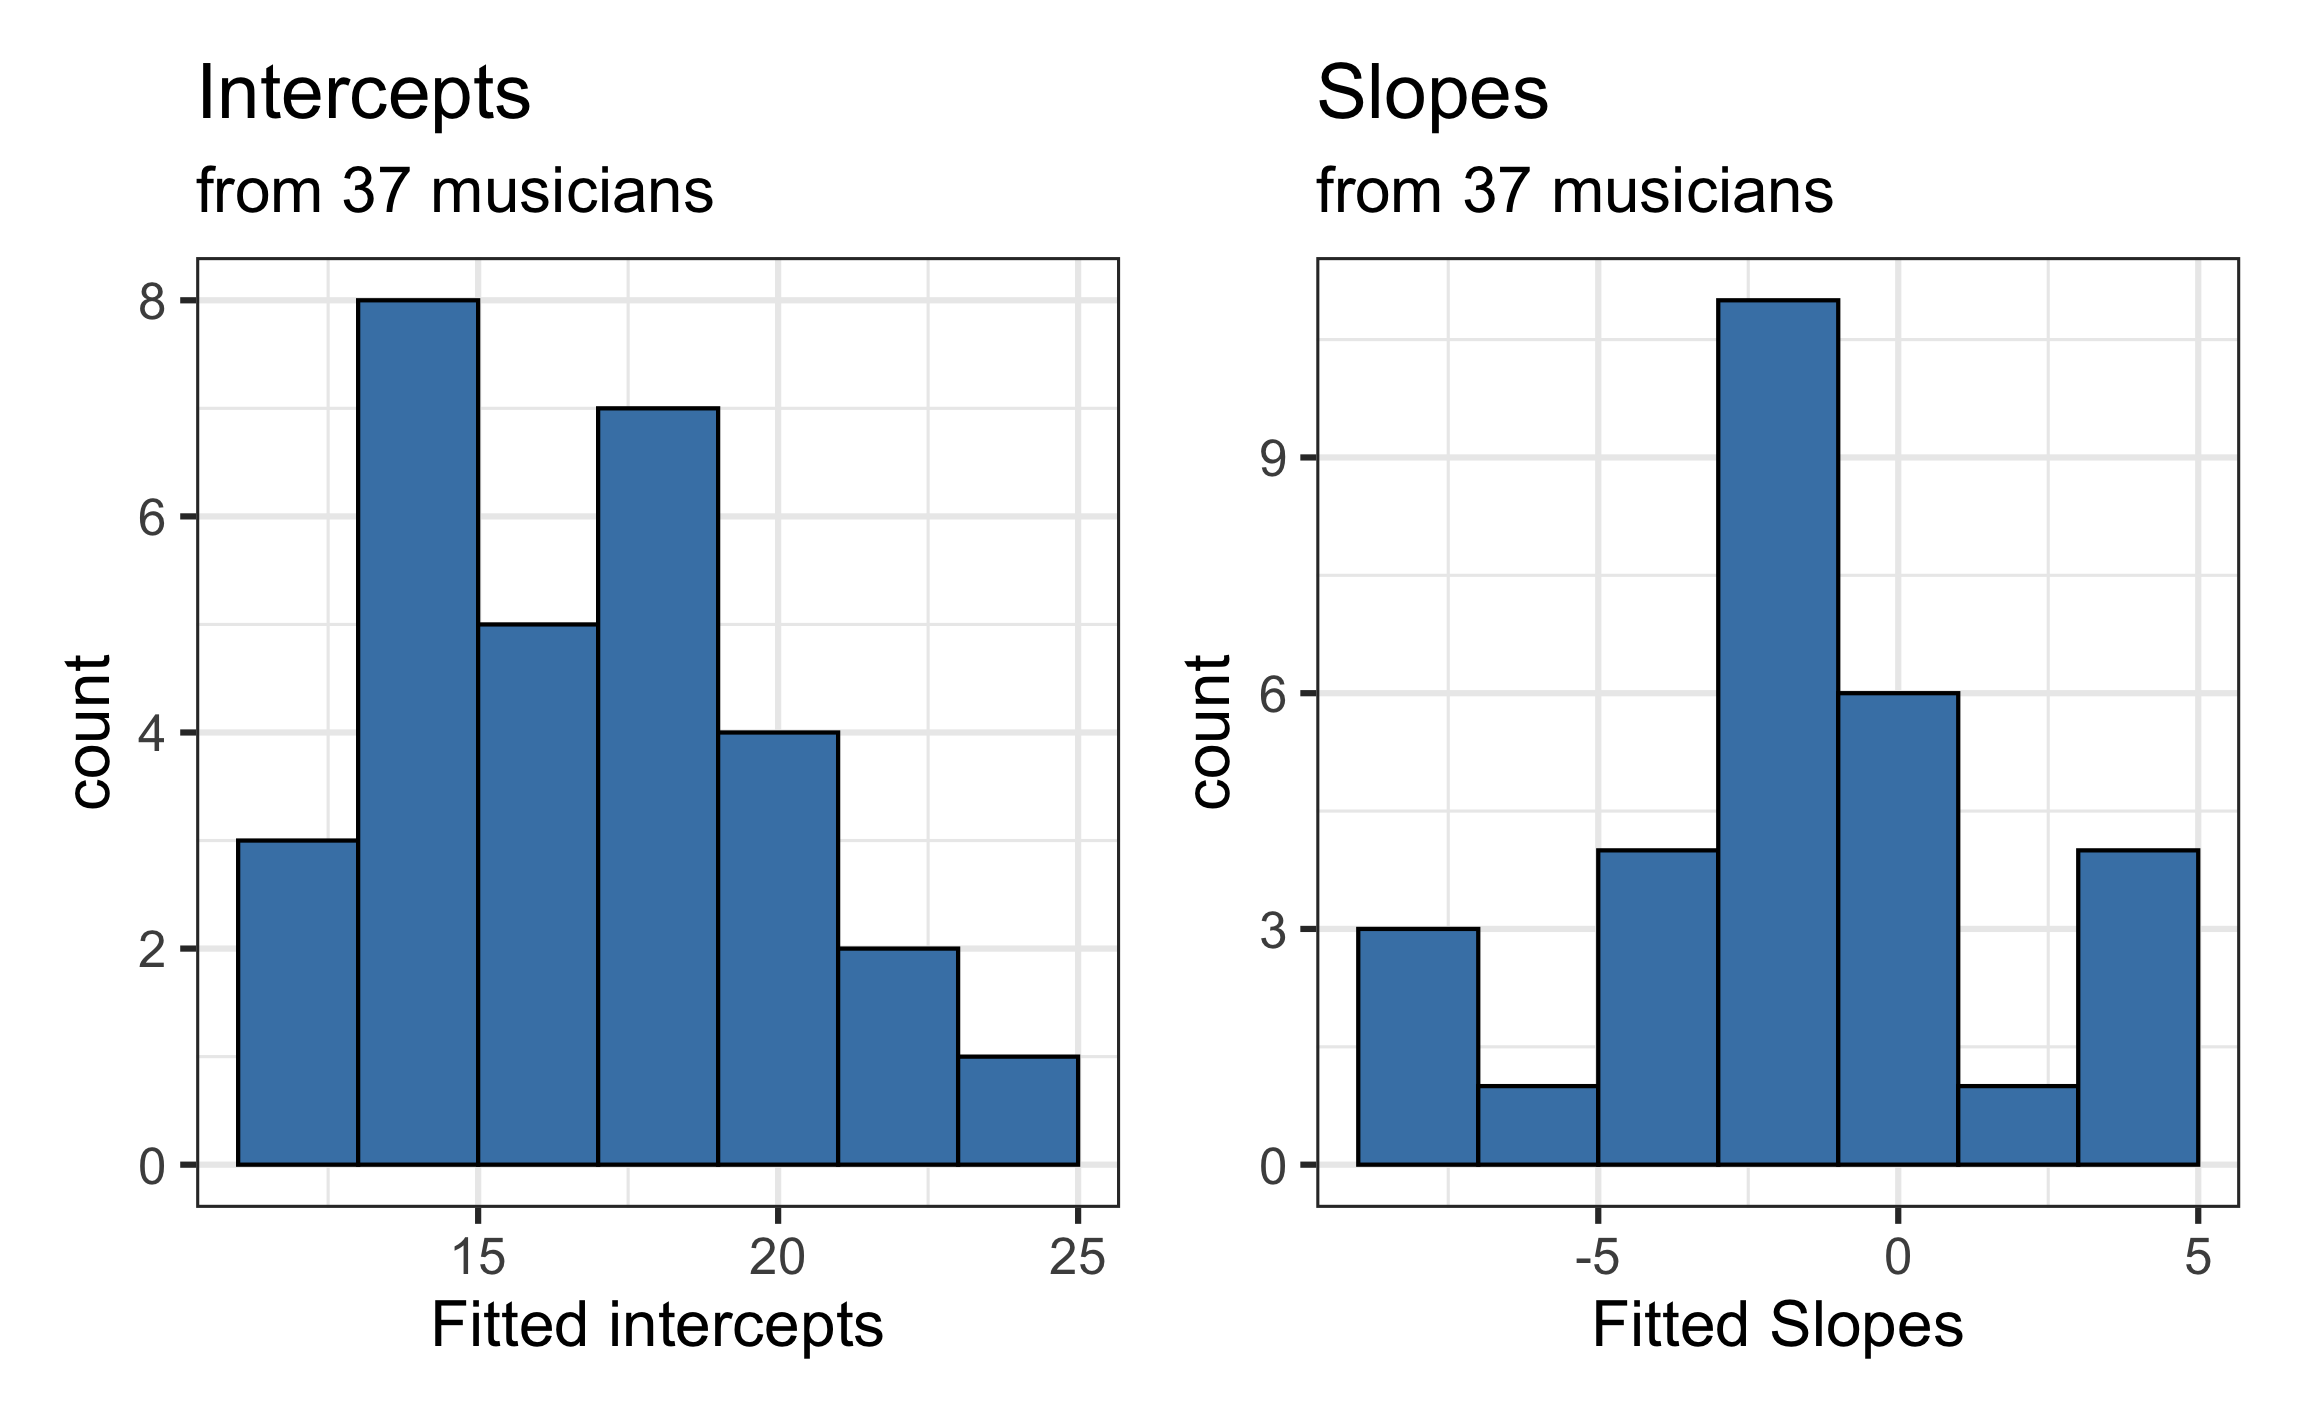 Intercepts
from 37 musicians
8
6
4
2
0
count
15 20 25
Fitted intercepts
Slopes
from 37 musicians
9
6
3
0
count
-5 0 5
Fitted Slopes